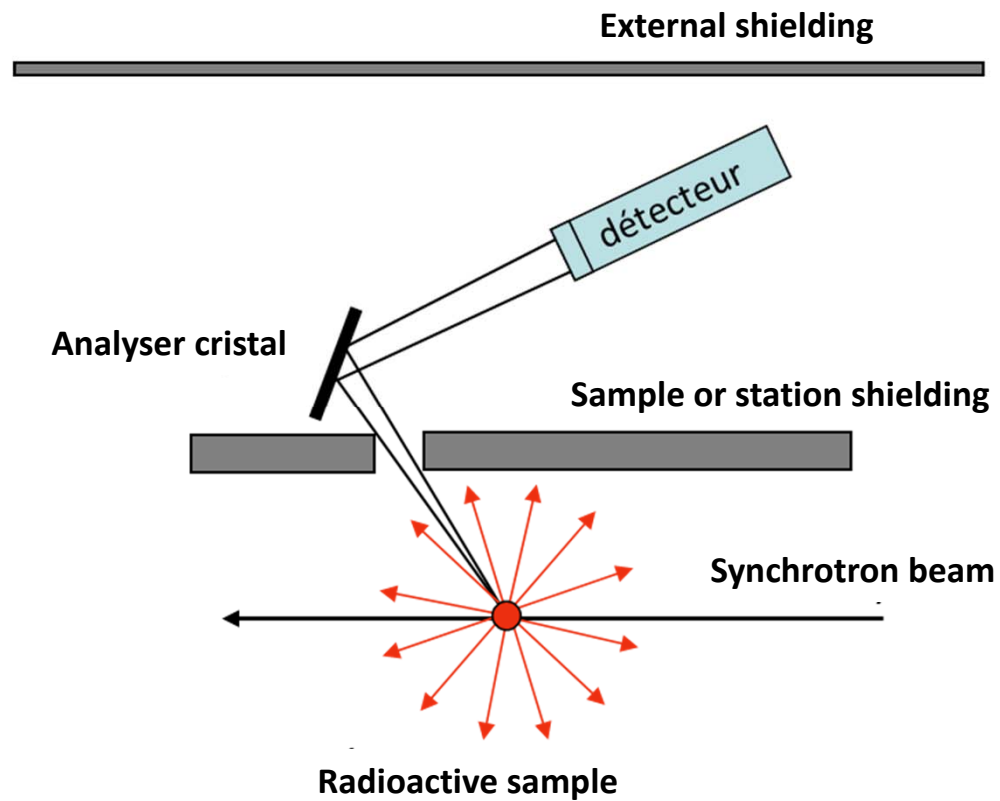 External shielding
détecteur
Analyser cristal
Sample or station shielding
Synchrotron beam
Radioactive sample